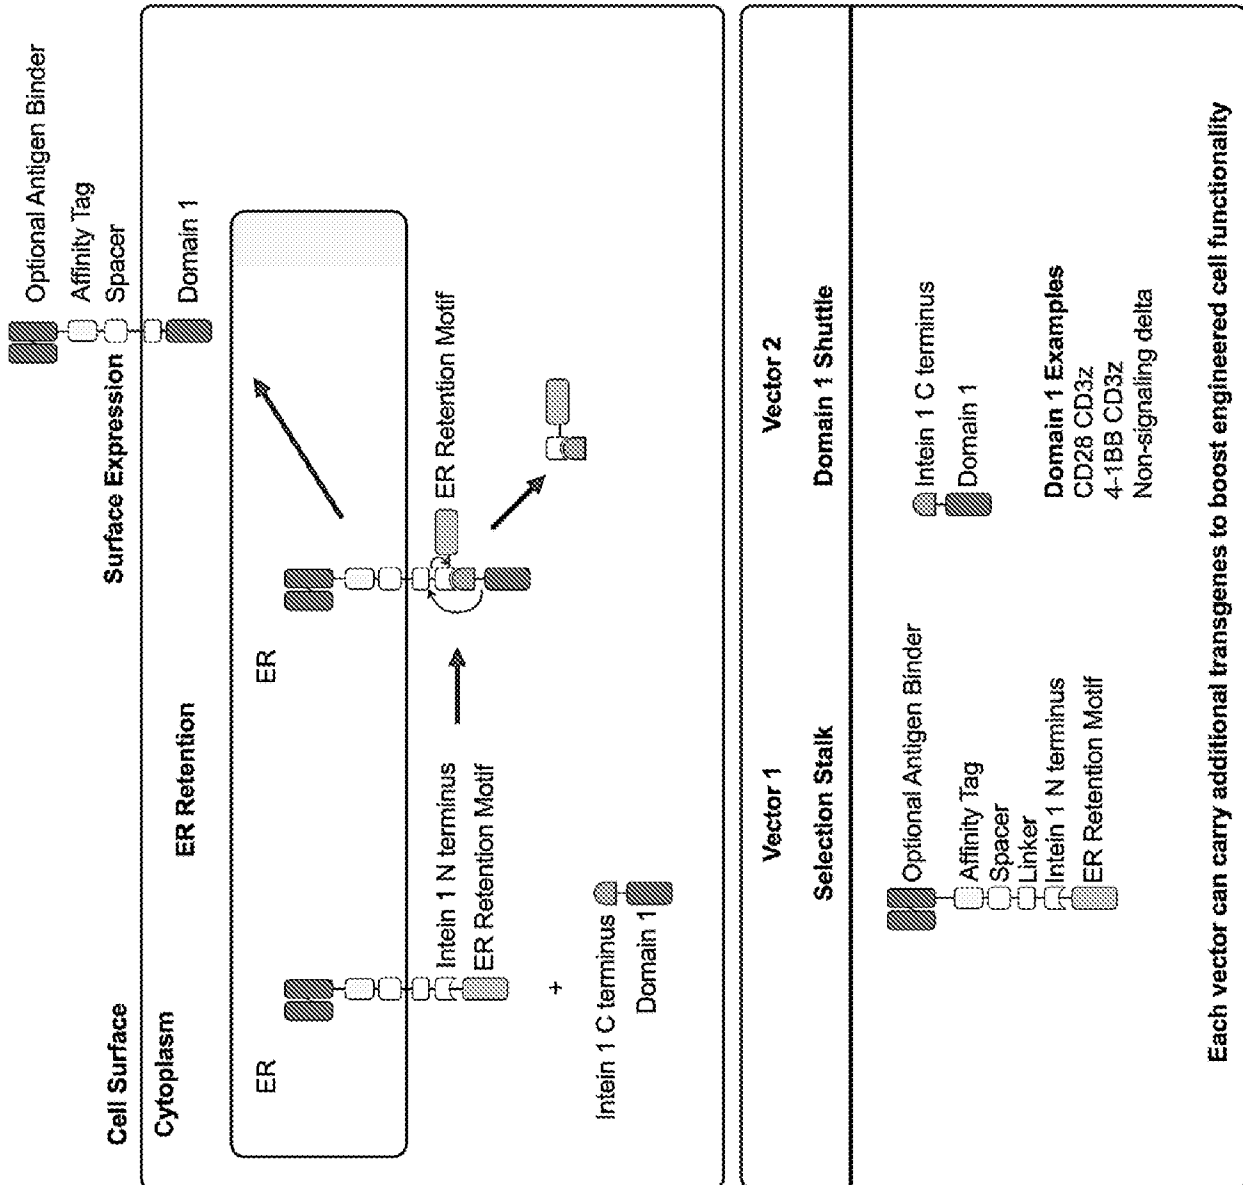 Cell Surface
Surface Expression
Optional Antigen Binder
Affinity Tag
Spacer
Domain 1
Cytoplasm
ER Retention
ER
ER
Intein 1 N terminus
ER Retention Motif
+
Intein 1 C terminus
Domain 1
ER Retention Motif
Vector 1
Vector 2
Selection Stalk
Domain 1 Shuttle
Optional Antigen Binder
Affinity Tag
Spacer
Linker
Intein 1 N terminus
ER Retention Motif
Intein 1 C terminus
Domain 1
Domain 1 Examples
CD28 CD3z
4-1BB CD3z
Non-signaling delta
Each vector can carry additional transgenes to boost engineered cell functionality